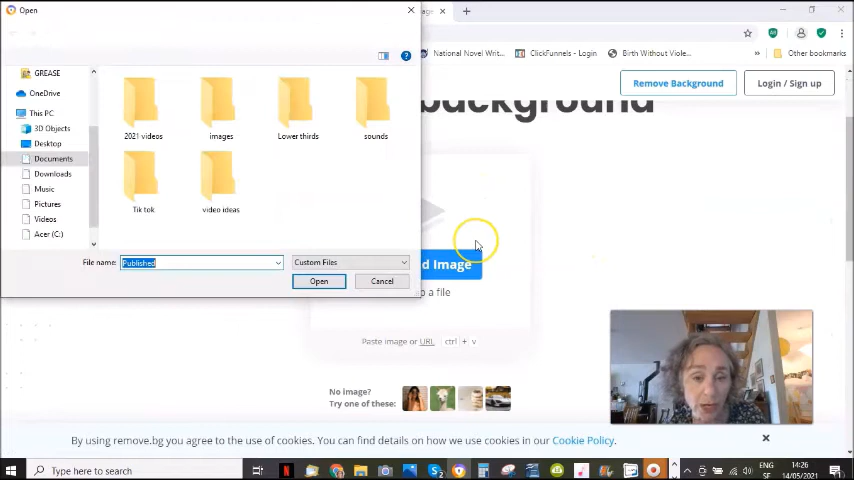 Open
age
National Novel Writ...
ClickFunnels - Login
Birth Without Viole...
Other bookmarks
Remove Background
Login / Sign up
background
GREASE
OneDrive
This PC
3D Objects
Desktop
Documents
Downloads
Music
Pictures
Videos
Acer (C:)
2021 videos
images
Lower thirds
sounds
Tik tok
video ideas
File name:
Published
Custom Files
Open
Cancel
d Image
p a file
Paste image or URL ctrl + v
No image?
Try one of these:
By using remove.bg you agree to the use of cookies. You can find details on how we use cookies in our Cookie Policy.
Type here to search
ENG
SF
14:26
14/05/2021